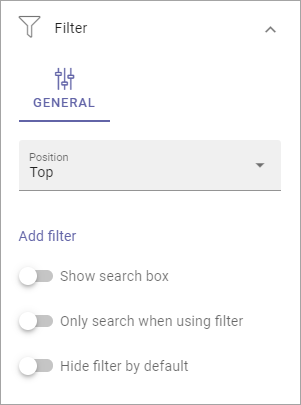 Filter
GENERAL
Position
Top
Add filter
Show search box
Only search when using filter
Hide filter by default